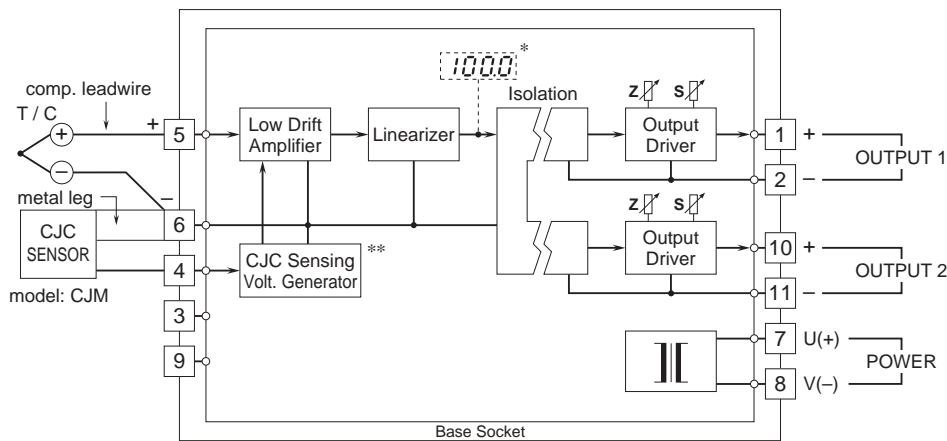 comp. leadwire
T / C
+
–
+
–
metal leg
CJC
SENSOR
model: CJM
5
6
4
3
9
Low Drift
Amplifier
Linearizer
100.0
*
Isolation
CJC Sensing
Volt. Generator
**
Z
S
Output
Driver
Z
S
Output
Driver
1
+
2
–
OUTPUT 1
10
+
11
–
OUTPUT 2
7
U(+)
8
V(–)
POWER
Base Socket